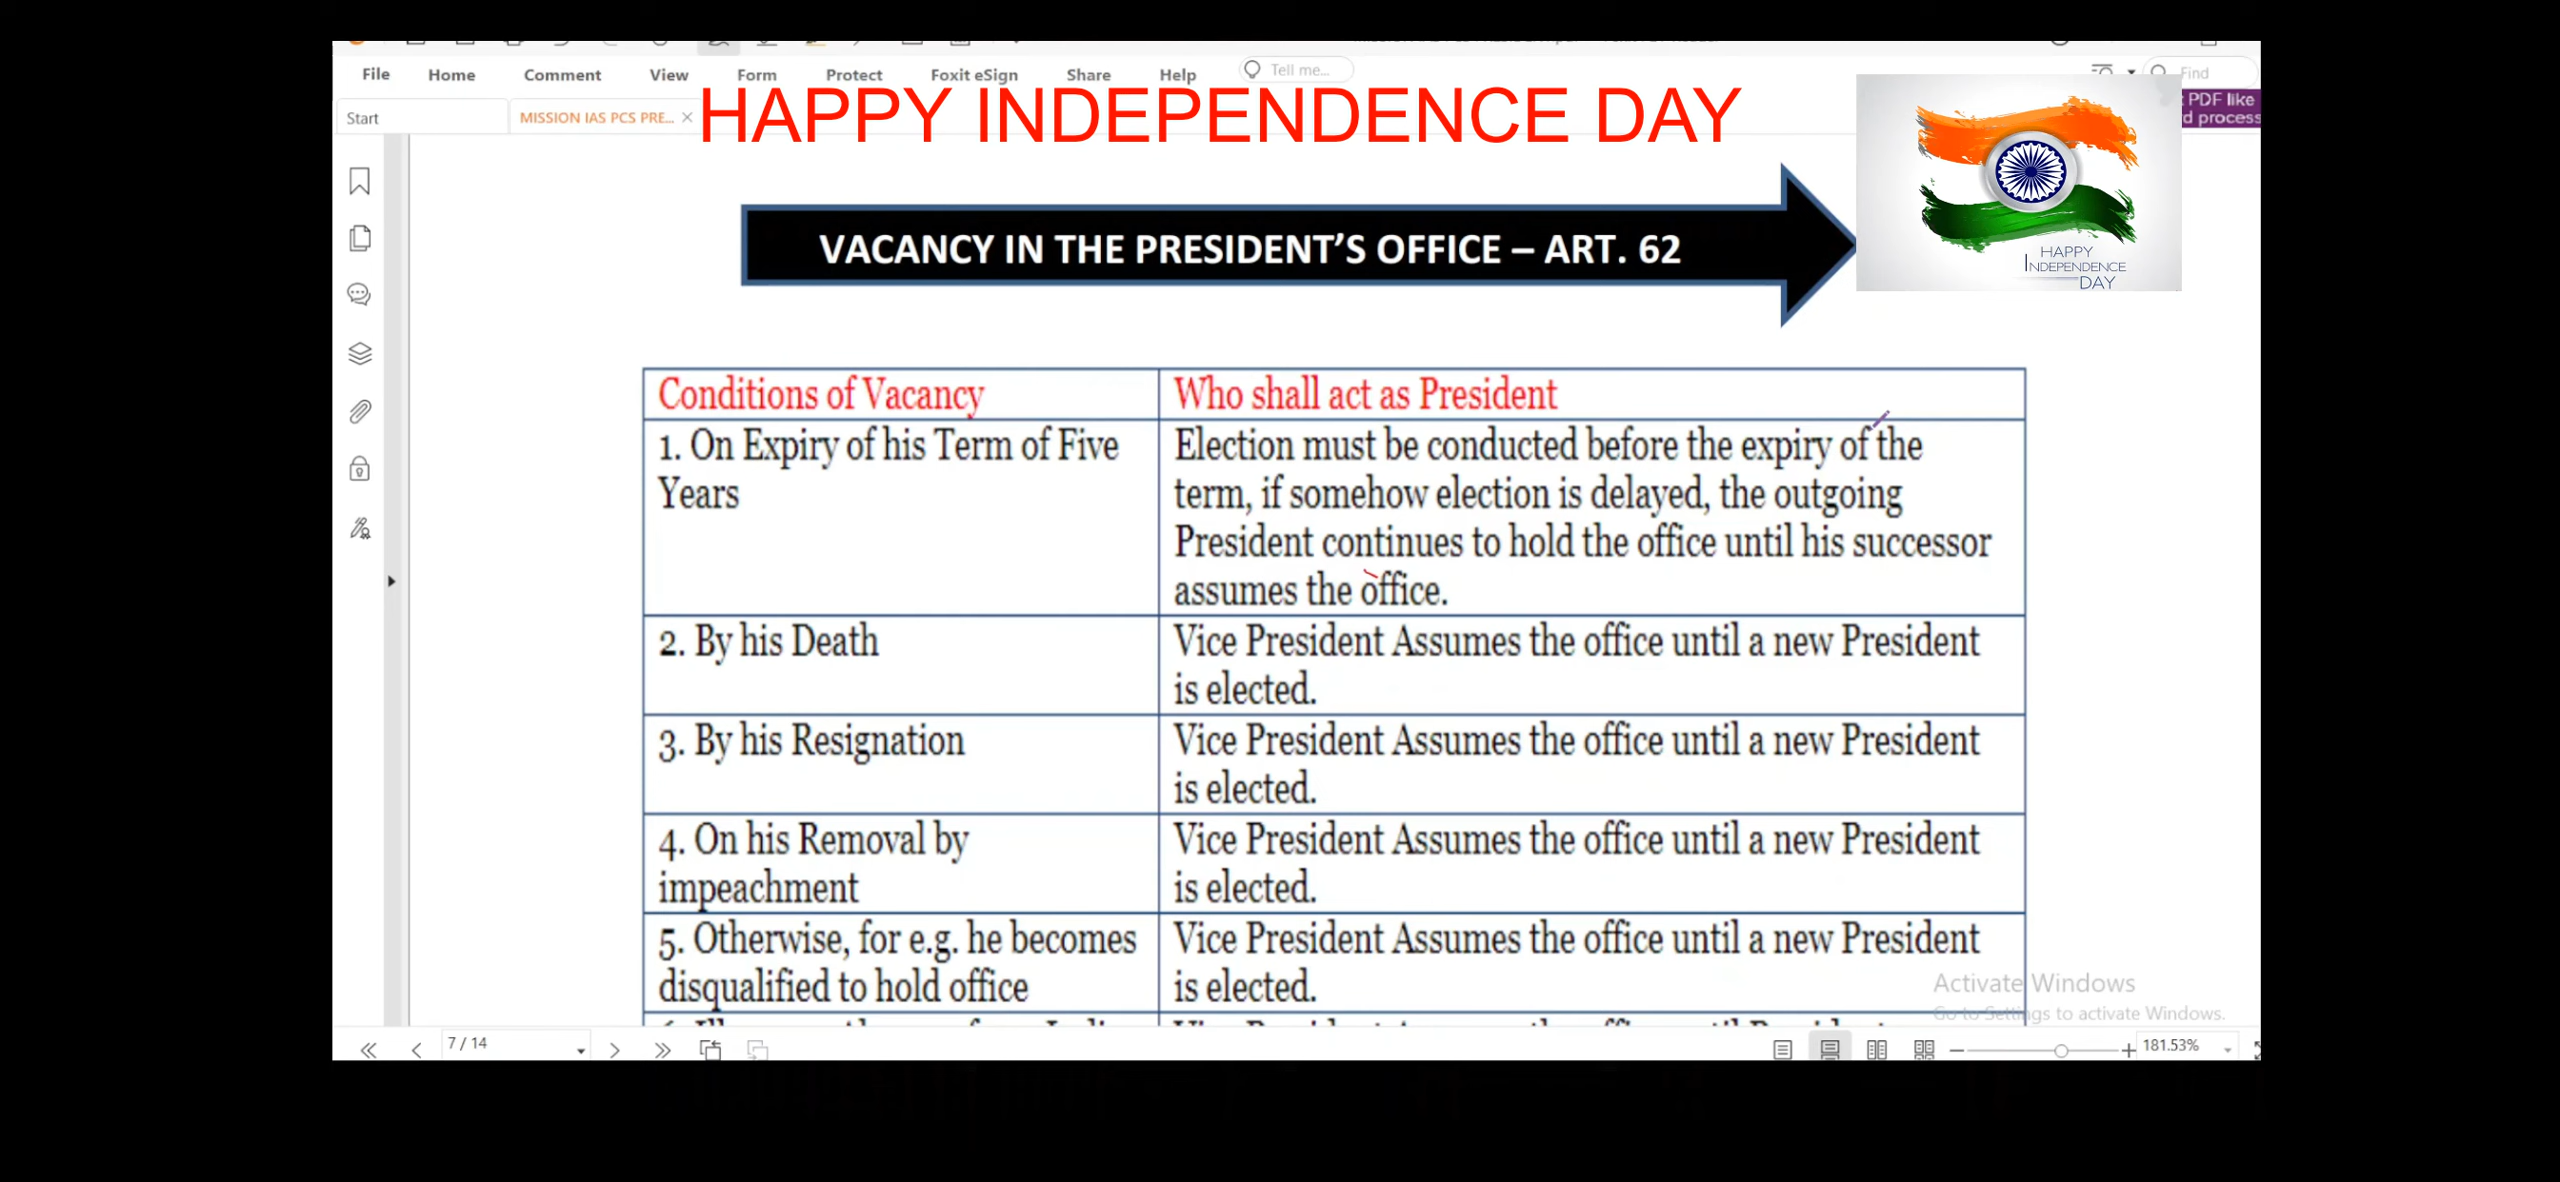 File Home Comment View Form Protect Foxit eSign Share Help Tell me... Find
Start MISSION IAS PCS PRE...
HAPPY INDEPENDENCE DAY
PDF like
d process
VACANCY IN THE PRESIDENT'S OFFICE – ART. 62
HAPPY
INDEPENDENCE
DAY
Conditions of Vacancy
Who shall act as President
1. On Expiry of his Term of Five
Years
Election must be conducted before the expiry of the
term, if somehow election is delayed, the outgoing
President continues to hold the office until his successor
assumes the office.
2. By his Death
Vice President Assumes the office until a new President
is elected.
3. By his Resignation
Vice President Assumes the office until a new President
is elected.
4. On his Removal by
impeachment
Vice President Assumes the office until a new President
is elected.
5. Otherwise, for e.g. he becomes
disqualified to hold office
Vice President Assumes the office until a new President
is elected.
Activate Windows
Go to Settings to activate Windows.
7 / 14
181.53%